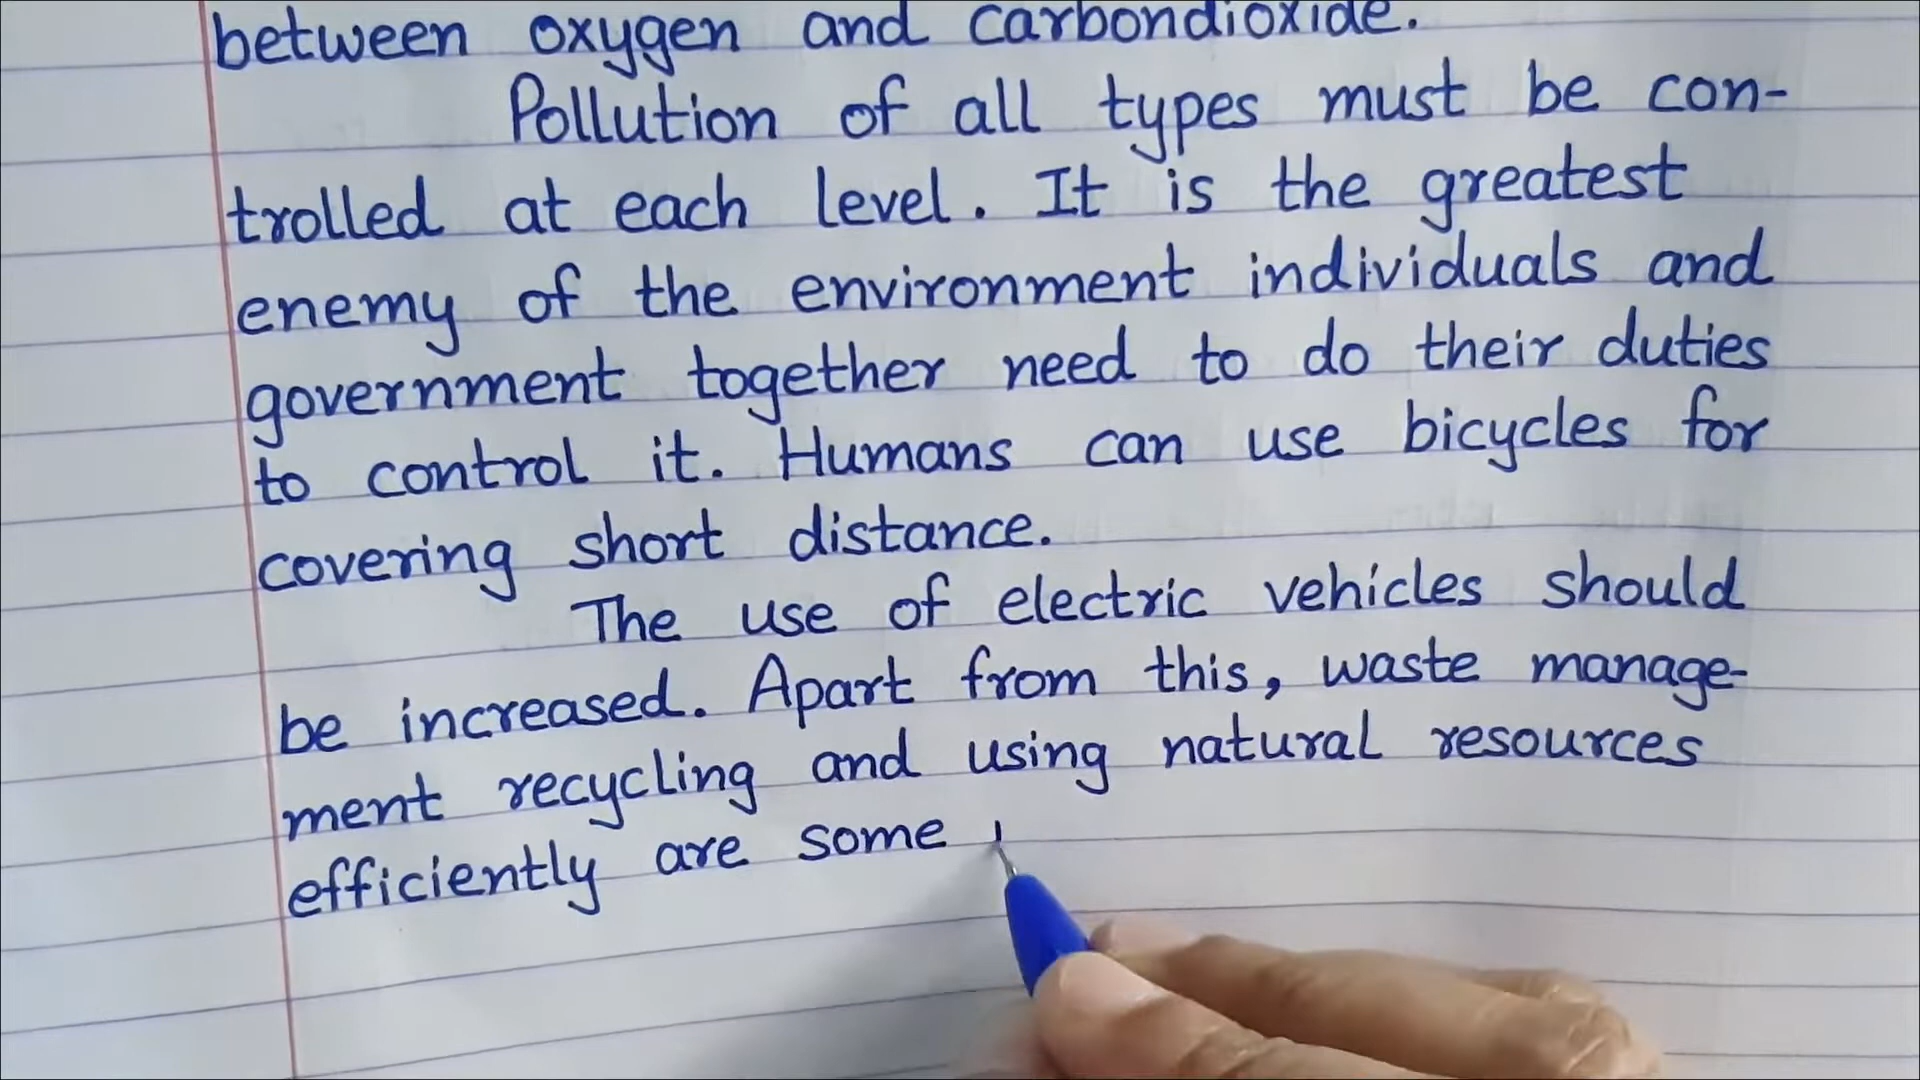 between oxygen and carbondioxide.
Pollution of all types must be con-
trolled at each level. It is the greatest
enemy of the environment individuals and
government together need to do their duties
to control it. Humans can use bicycles for
covering short distance.
The use of electric vehicles should
be increased. Apart from this, waste manage-
ment recycling and using natural resources
efficiently are some